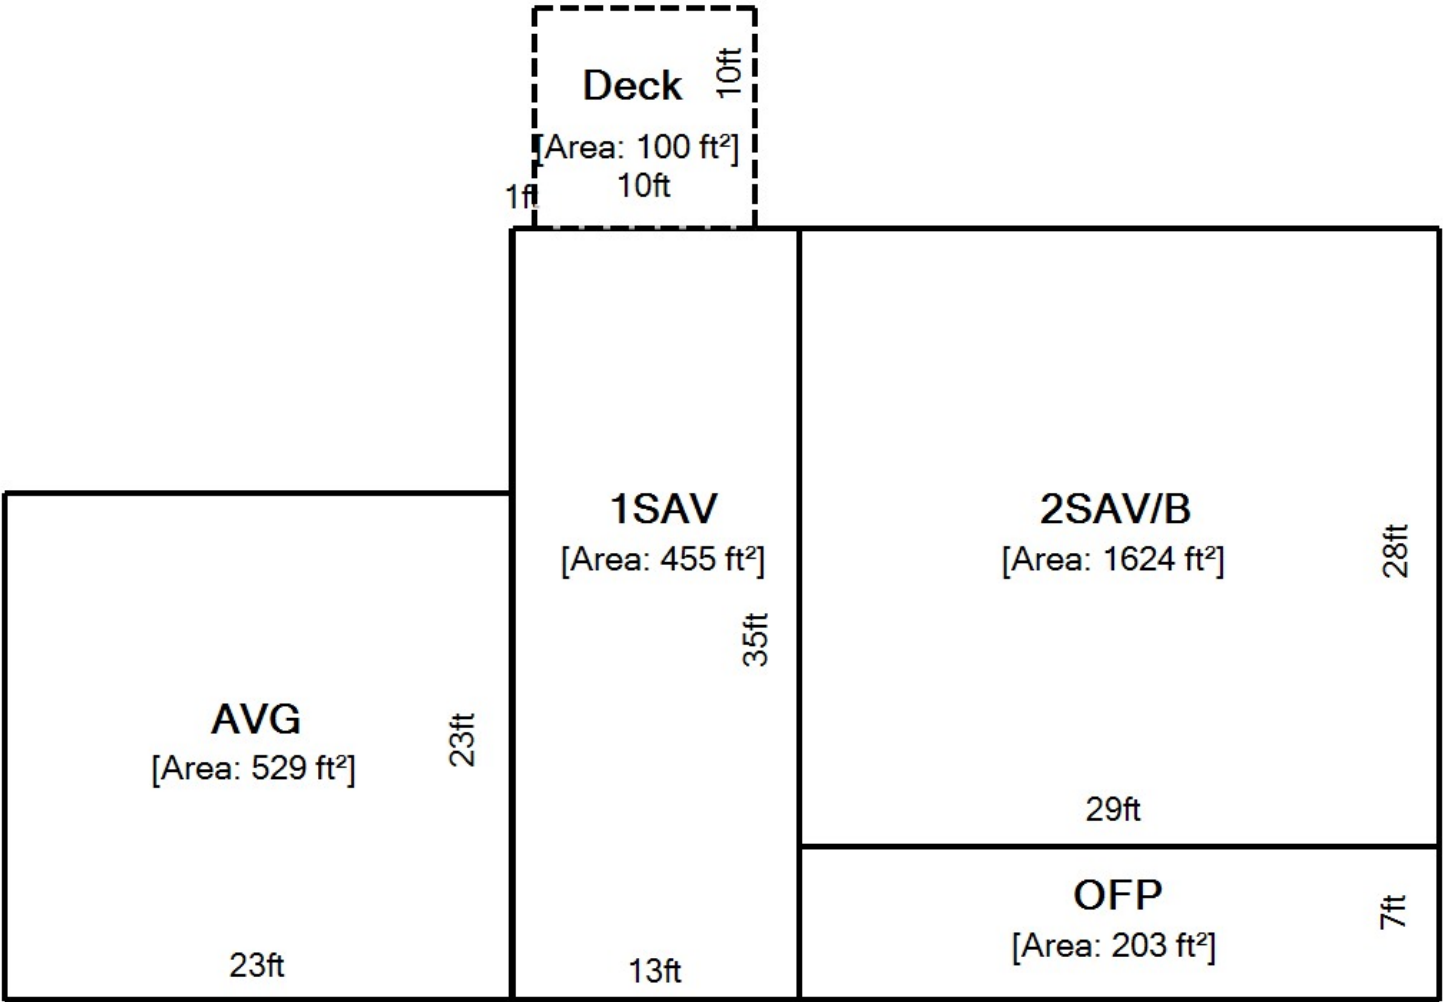 Deck
10ft
[Area: 100 ft²]
10ft
1ft
1SAV
[Area: 455 ft²]
35ft
13ft
2SAV/B
[Area: 1624 ft²]
28ft
29ft
AVG
[Area: 529 ft²]
23ft
23ft
OFP
[Area: 203 ft²]
7ft